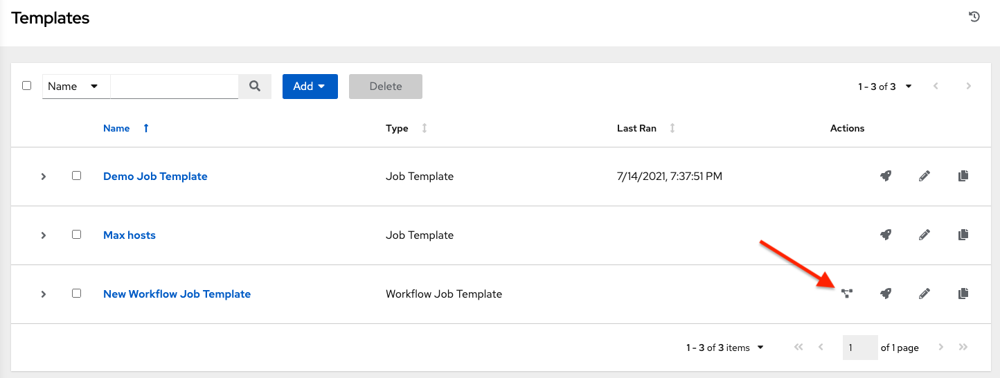 Templates
Name Add Delete 1 - 3 of 3
Name Type Last Ran Actions
Demo Job Template Job Template 7/14/2021, 7:37:51 PM
Max hosts Job Template
New Workflow Job Template Workflow Job Template
1 - 3 of 3 items 1 of 1 page